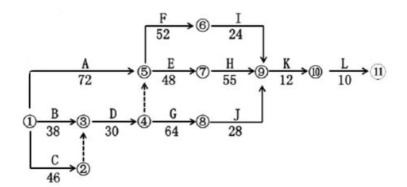 F I
52 24
⑥
A E H K L
72 ⑤ 48 ⑦ 55 ⑨ 12 ⑩ 10 ⑪
B D G J
① 38 ③ 30 ④ 64 ⑧ 28
C
46 ②